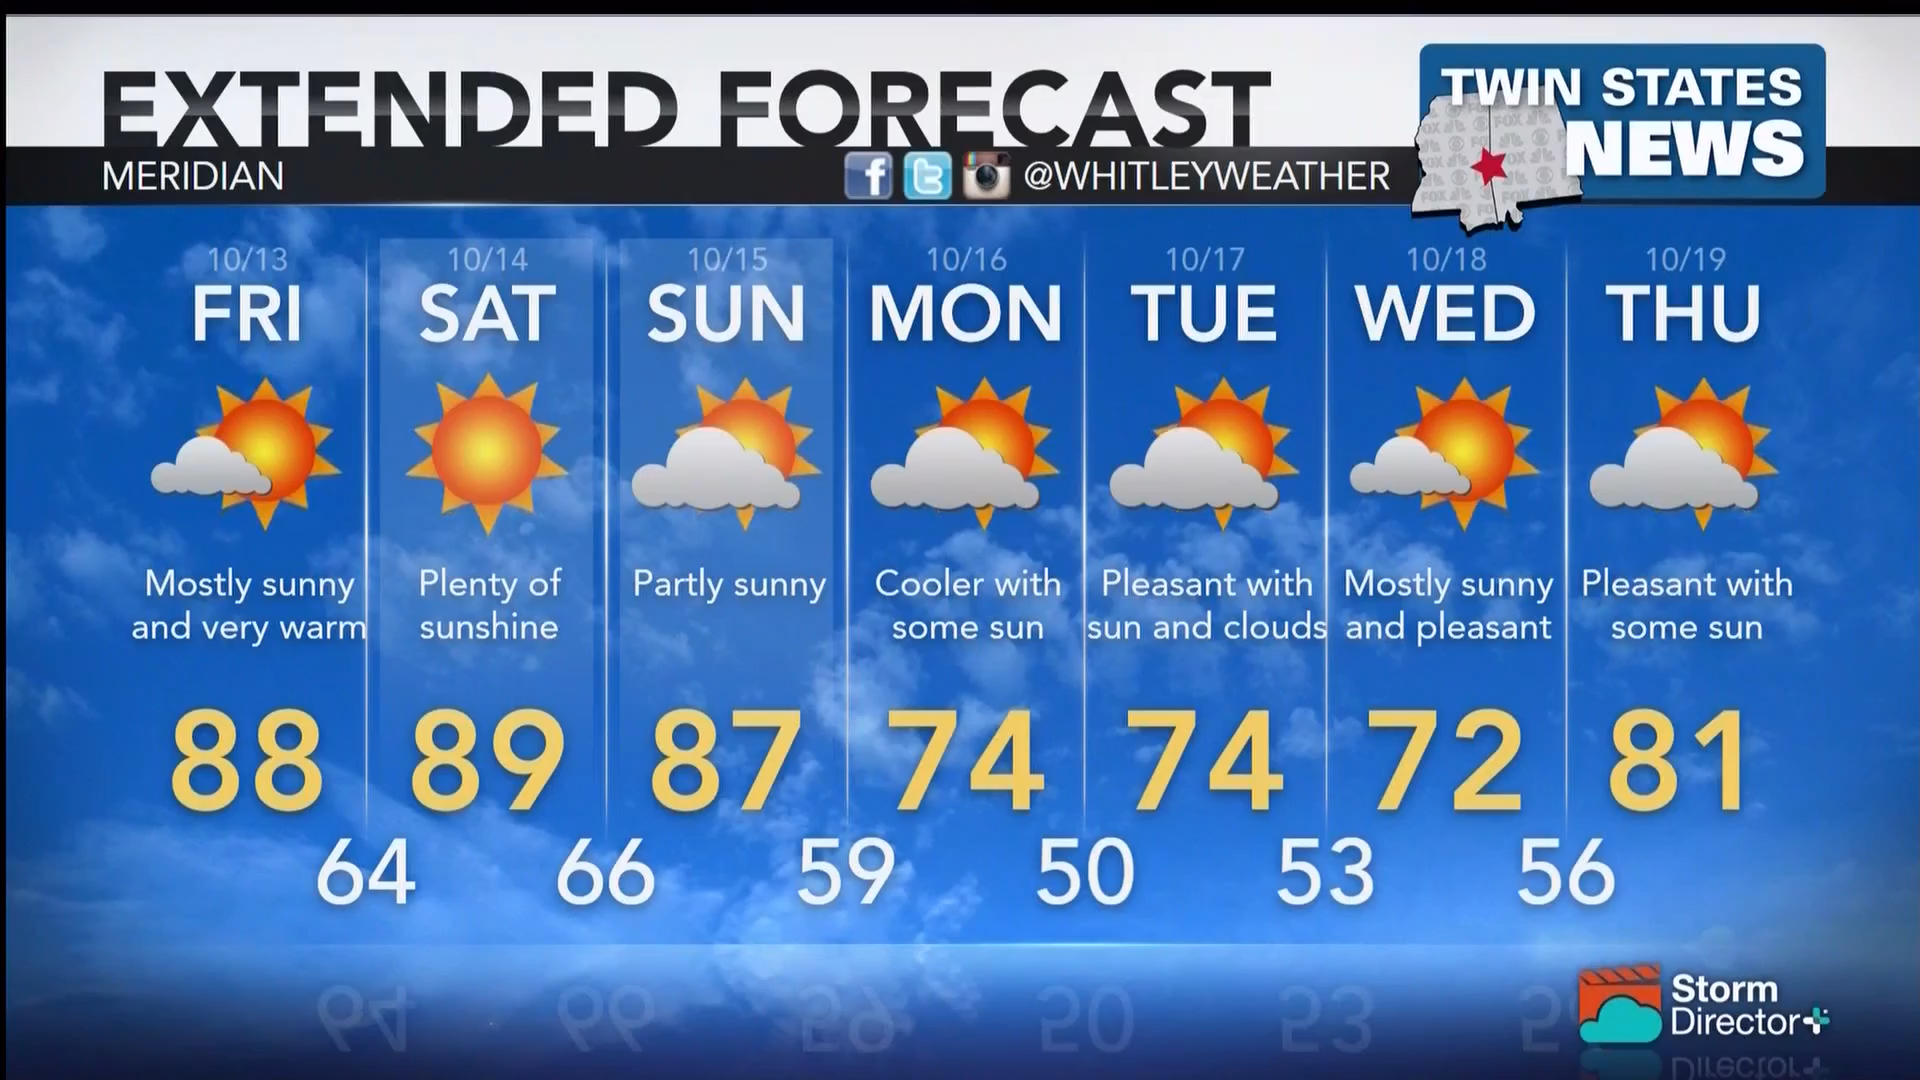 EXTENDED FORECAST
TWIN STATES
NEWS
MERIDIAN
@WHITLEYWEATHER
10/13
FRI
Mostly sunny
and very warm
88
10/14
SAT
Plenty of
sunshine
89
10/15
SUN
Partly sunny
87
10/16
MON
Cooler with
some sun
74
10/17
TUE
Pleasant with
sun and clouds
74
10/18
WED
Mostly sunny
and pleasant
72
10/19
THU
Pleasant with
some sun
81
64 66 59 50 53 56
Storm
Director+